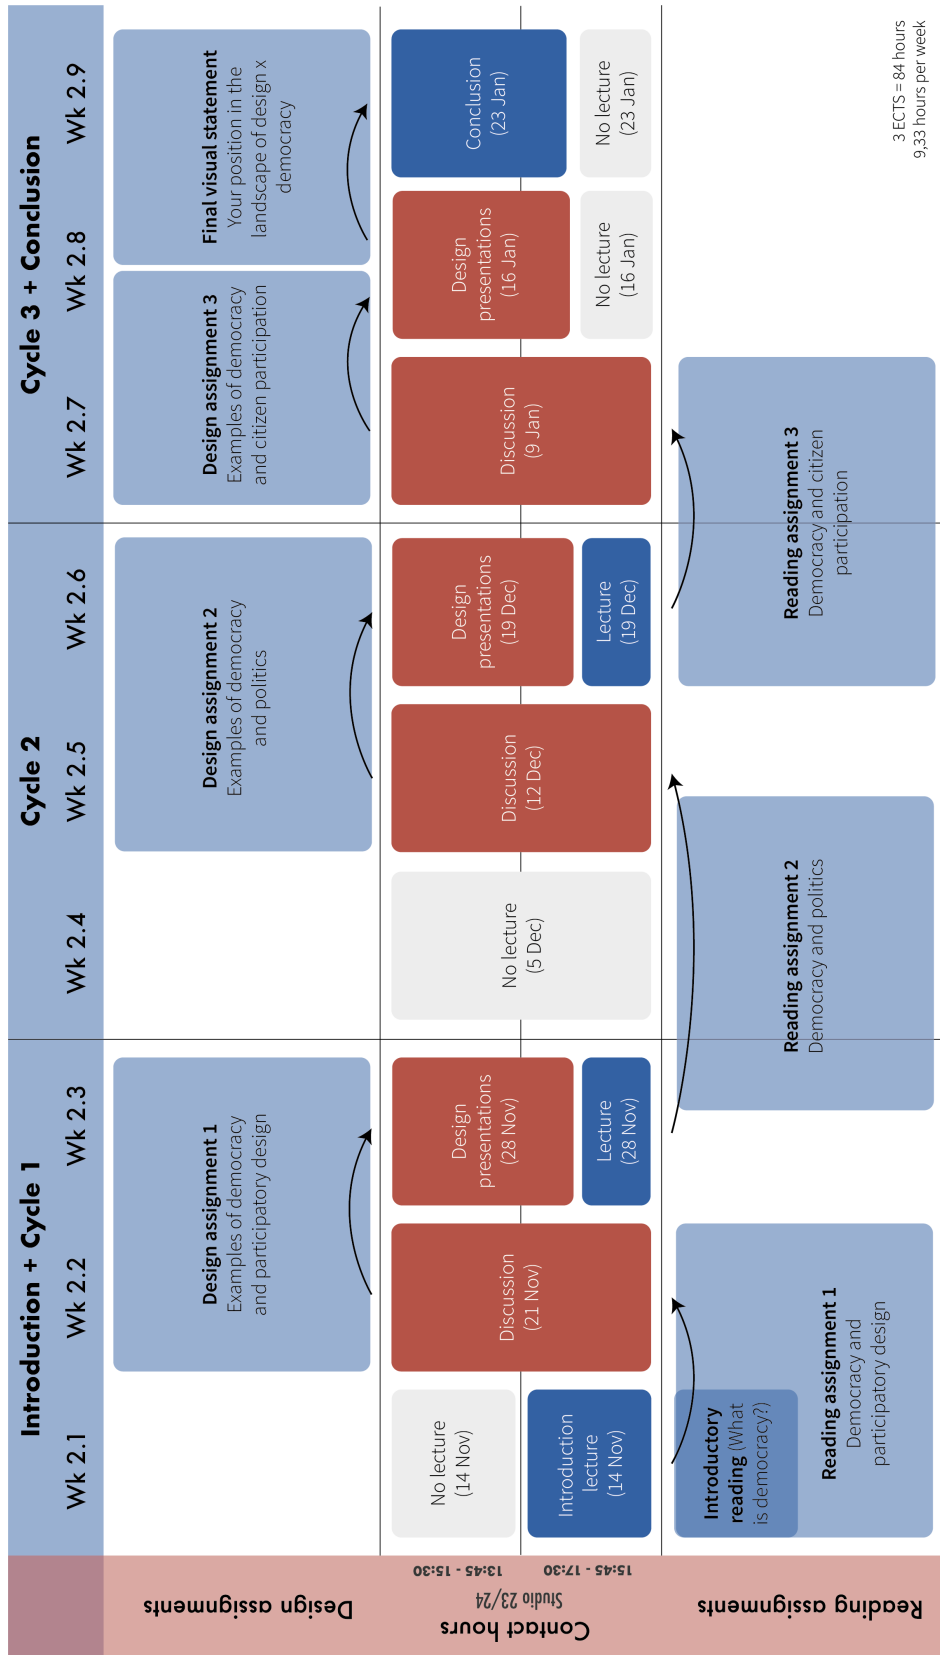 Introduction + Cycle 1
Cycle 2
Cycle 3 + Conclusion
Wk 2.1
Wk 2.2
Wk 2.3
Wk 2.4
Wk 2.5
Wk 2.6
Wk 2.7
Wk 2.8
Wk 2.9
Design assignments
Design assignment 1
Examples of democracy
and participatory design
Design assignment 2
Examples of democracy
and politics
Design assignment 3
Examples of democracy
and citizen participation
Final visual statement
Your position in the
landscape of design x
democracy
Contact hours
Studio 23/24
13:45 - 15:30
15:45 - 17:30
No lecture
(14 Nov)
Introduction
lecture
(14 Nov)
Discussion
(21 Nov)
Design
presentations
(28 Nov)
Lecture
(28 Nov)
No lecture
(5 Dec)
Discussion
(12 Dec)
Design
presentations
(19 Dec)
Lecture
(19 Dec)
Discussion
(9 Jan)
Design
presentations
(16 Jan)
No lecture
(16 Jan)
Conclusion
(23 Jan)
No lecture
(23 Jan)
Reading assignments
Introductory
reading (What
is democracy?)
Reading assignment 1
Democracy and
participatory design
Reading assignment 2
Democracy and politics
Reading assignment 3
Democracy and citizen
participation
3 ECTS = 84 hours
9,33 hours per week